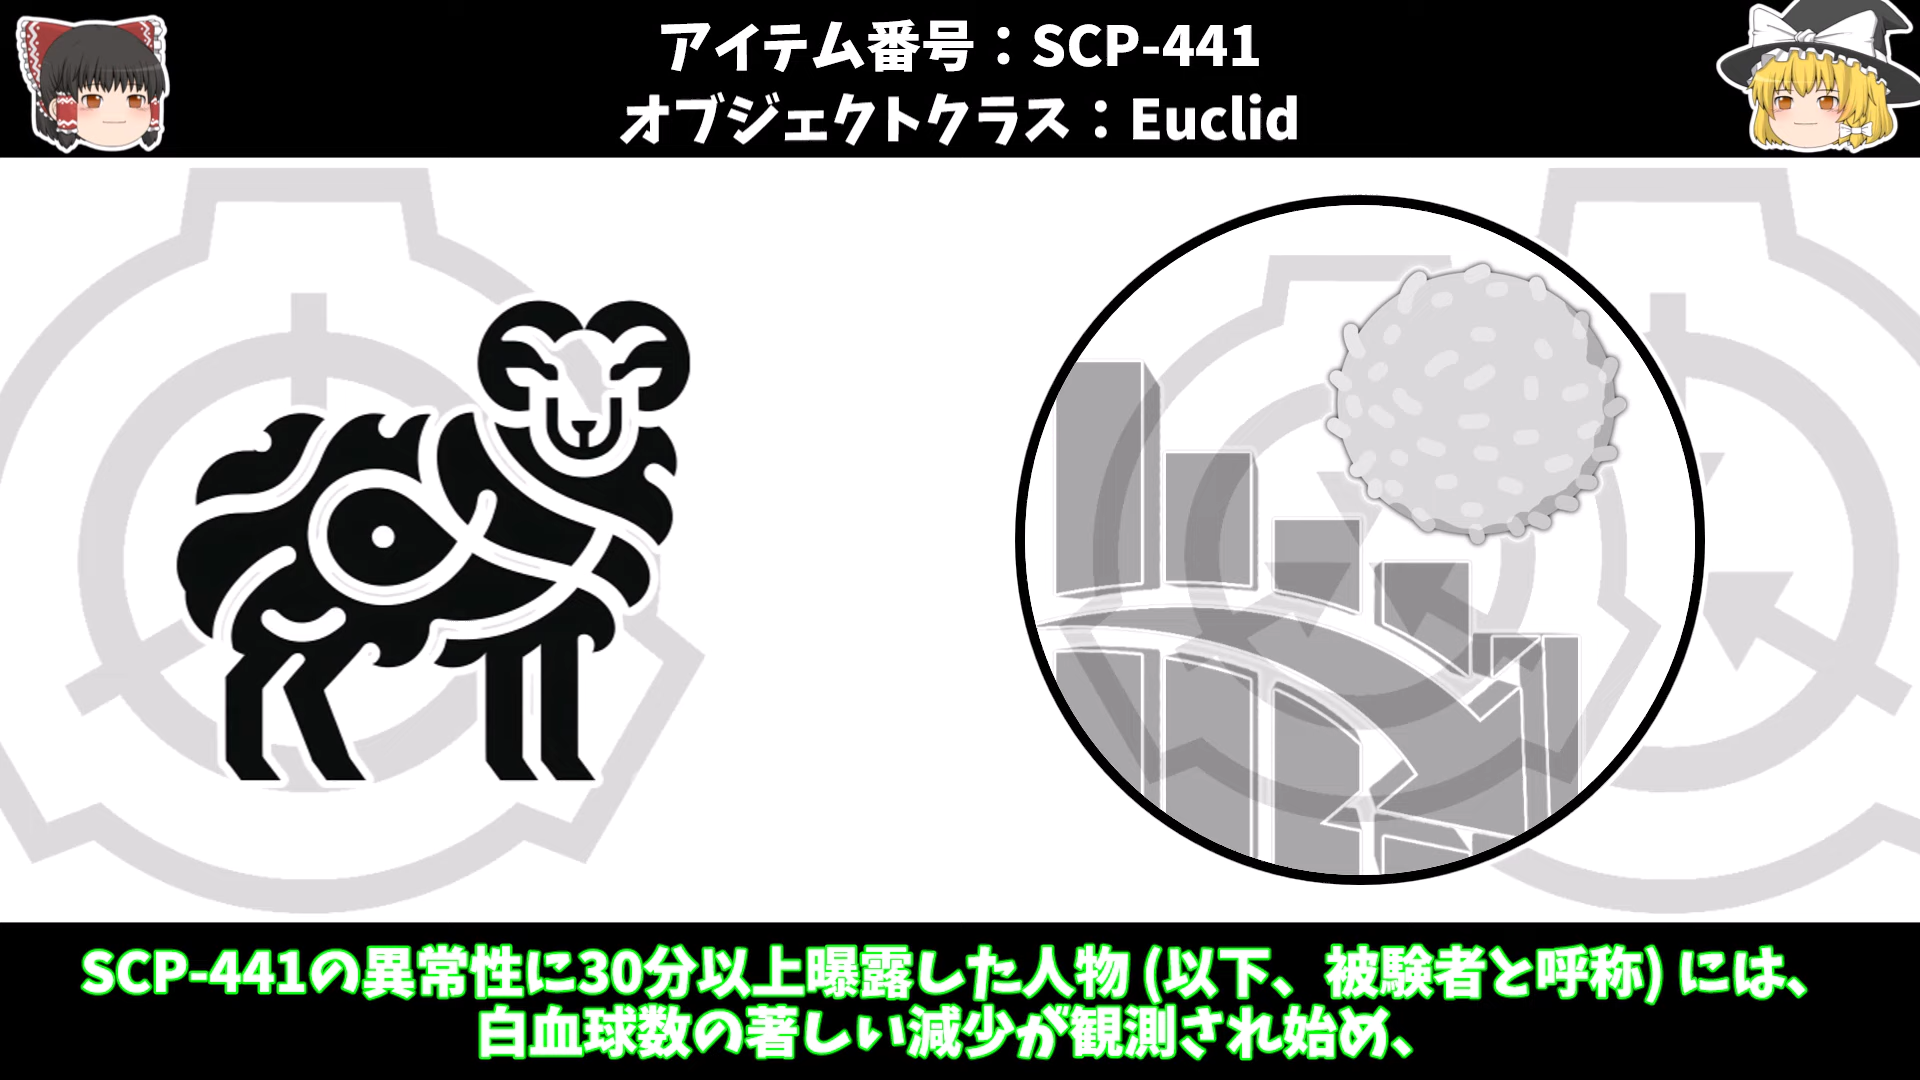 アイテム番号：SCP-441
オブジェクトクラス：Euclid
SCP-441の異常性に30分以上曝露した人物 (以下、被験者と呼称) には、
白血球数の著しい減少が観測され始め、